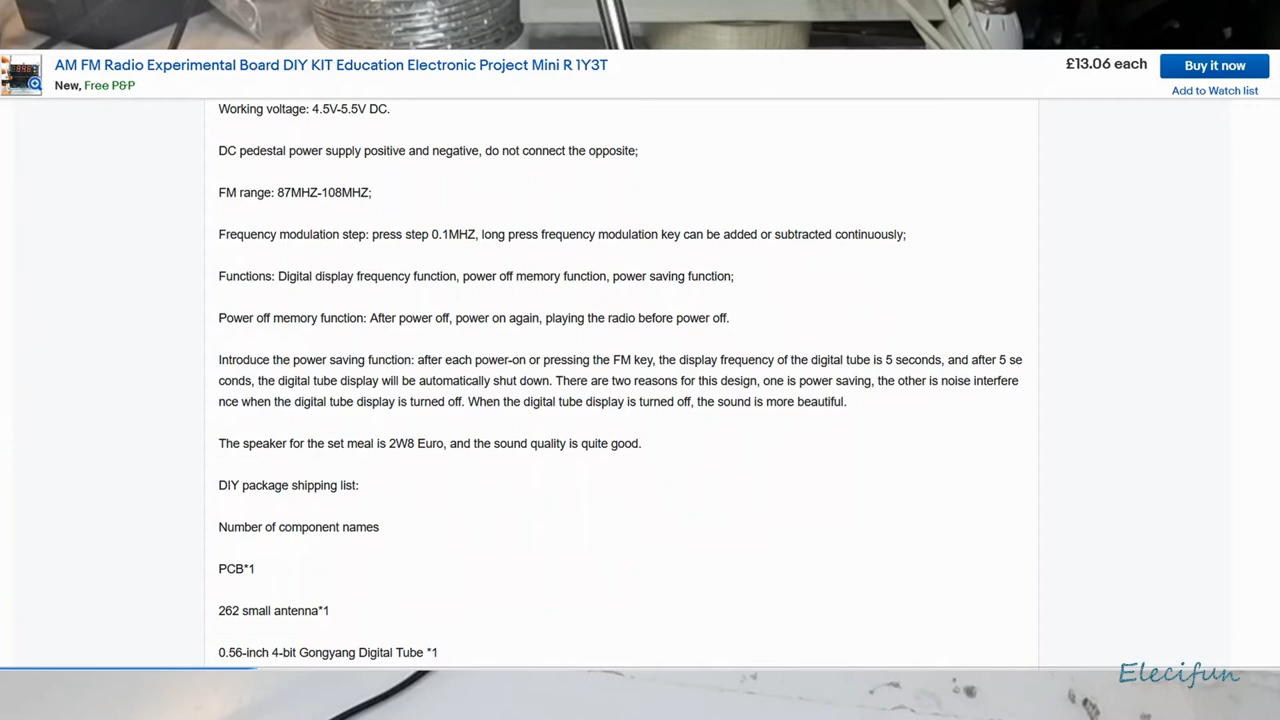 AM FM Radio Experimental Board DIY KIT Education Electronic Project Mini R 1Y3T
£13.06 each
Buy it now
New, Free P&P
Add to Watch list
Working voltage: 4.5V-5.5V DC.
DC pedestal power supply positive and negative, do not connect the opposite;
FM range: 87MHZ-108MHZ;
Frequency modulation step: press step 0.1MHZ, long press frequency modulation key can be added or subtracted continuously;
Functions: Digital display frequency function, power off memory function, power saving function;
Power off memory function: After power off, power on again, playing the radio before power off.
Introduce the power saving function: after each power-on or pressing the FM key, the display frequency of the digital tube is 5 seconds, and after 5 se
conds, the digital tube display will be automatically shut down. There are two reasons for this design, one is power saving, the other is noise interfere
nce when the digital tube display is turned off. When the digital tube display is turned off, the sound is more beautiful.
The speaker for the set meal is 2W8 Euro, and the sound quality is quite good.
DIY package shipping list:
Number of component names
PCB*1
262 small antenna*1
0.56-inch 4-bit Gongyang Digital Tube *1
Elecifun